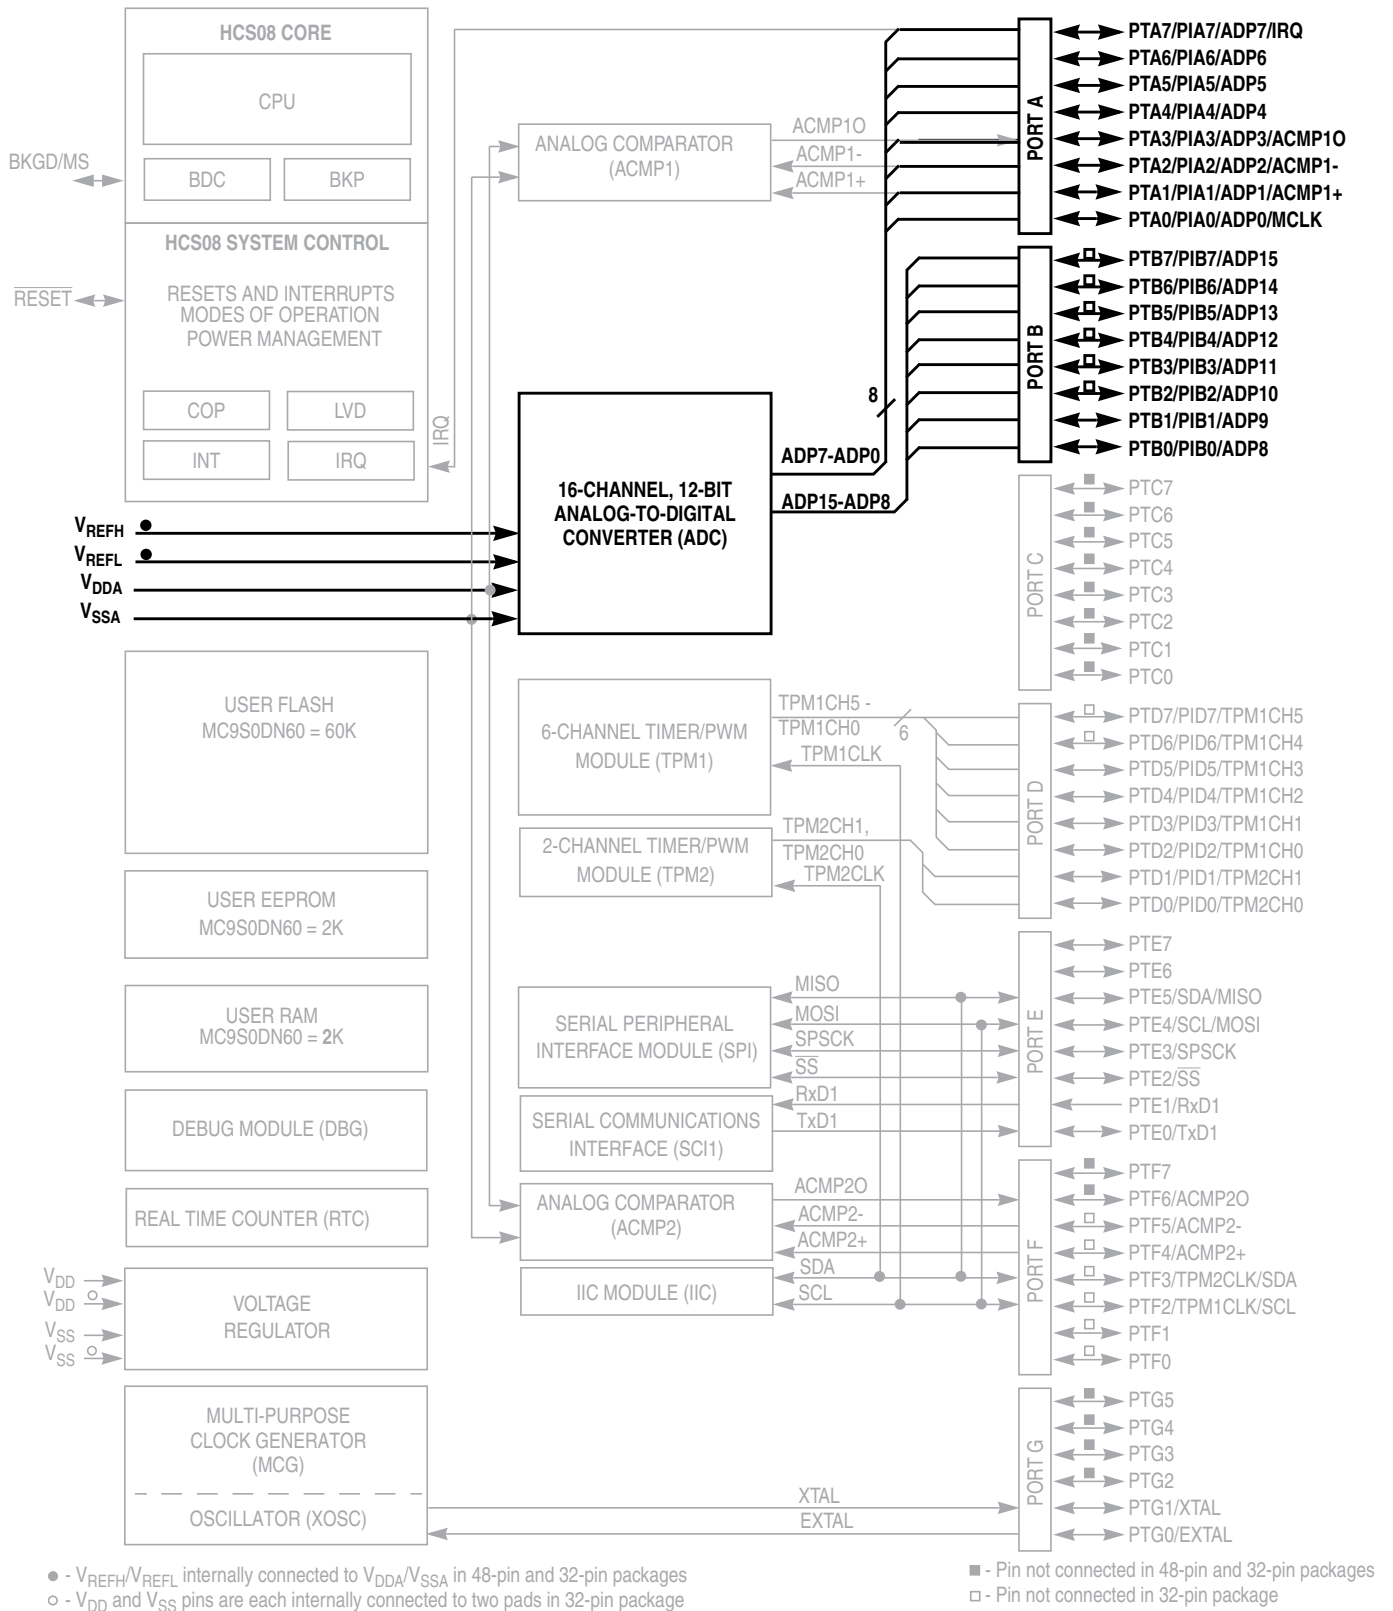 HCS08 CORE
CPU
BDC
BKP
BKGD/MS
HCS08 SYSTEM CONTROL
RESETS AND INTERRUPTS
MODES OF OPERATION
POWER MANAGEMENT
RESET
COP
LVD
INT
IRQ
IRQ
VREFH
VREFL
VDDA
VSSA
USER FLASH
MC9S0DN60 = 60K
USER EEPROM
MC9S0DN60 = 2K
USER RAM
MC9S0DN60 = 2K
DEBUG MODULE (DBG)
REAL TIME COUNTER (RTC)
VDD
VDD
VSS
VSS
VOLTAGE
REGULATOR
MULTI-PURPOSE
CLOCK GENERATOR
(MCG)
OSCILLATOR (XOSC)
ANALOG COMPARATOR
(ACMP1)
ACMP1O
ACMP1-
ACMP1+
16-CHANNEL, 12-BIT
ANALOG-TO-DIGITAL
CONVERTER (ADC)
8
ADP7-ADP0
ADP15-ADP8
6-CHANNEL TIMER/PWM
MODULE (TPM1)
TPM1CH5 -
TPM1CH0
6
TPM1CLK
2-CHANNEL TIMER/PWM
MODULE (TPM2)
TPM2CH1,
TPM2CH0
TPM2CLK
SERIAL PERIPHERAL
INTERFACE MODULE (SPI)
MISO
MOSI
SPSCK
SS
SERIAL COMMUNICATIONS
INTERFACE (SCI1)
RxD1
TxD1
ANALOG COMPARATOR
(ACMP2)
ACMP2O
ACMP2-
ACMP2+
IIC MODULE (IIC)
SDA
SCL
XTAL
EXTAL
PORT A
PTA7/PIA7/ADP7/IRQ
PTA6/PIA6/ADP6
PTA5/PIA5/ADP5
PTA4/PIA4/ADP4
PTA3/PIA3/ADP3/ACMP1O
PTA2/PIA2/ADP2/ACMP1-
PTA1/PIA1/ADP1/ACMP1+
PTA0/PIA0/ADP0/MCLK
PORT B
PTB7/PIB7/ADP15
PTB6/PIB6/ADP14
PTB5/PIB5/ADP13
PTB4/PIB4/ADP12
PTB3/PIB3/ADP11
PTB2/PIB2/ADP10
PTB1/PIB1/ADP9
PTB0/PIB0/ADP8
PORT C
PTC7
PTC6
PTC5
PTC4
PTC3
PTC2
PTC1
PTC0
PORT D
PTD7/PID7/TPM1CH5
PTD6/PID6/TPM1CH4
PTD5/PID5/TPM1CH3
PTD4/PID4/TPM1CH2
PTD3/PID3/TPM1CH1
PTD2/PID2/TPM1CH0
PTD1/PID1/TPM2CH1
PTD0/PID0/TPM2CH0
PORT E
PTE7
PTE6
PTE5/SDA/MISO
PTE4/SCL/MOSI
PTE3/SPSCK
PTE2/SS
PTE1/RxD1
PTE0/TxD1
PORT F
PTF7
PTF6/ACMP2O
PTF5/ACMP2-
PTF4/ACMP2+
PTF3/TPM2CLK/SDA
PTF2/TPM1CLK/SCL
PTF1
PTF0
PORT G
PTG5
PTG4
PTG3
PTG2
PTG1/XTAL
PTG0/EXTAL
● - VREFH/VREFL internally connected to VDDA/VSSA in 48-pin and 32-pin packages
○ - VDD and VSS pins are each internally connected to two pads in 32-pin package
■ - Pin not connected in 48-pin and 32-pin packages
□ - Pin not connected in 32-pin package